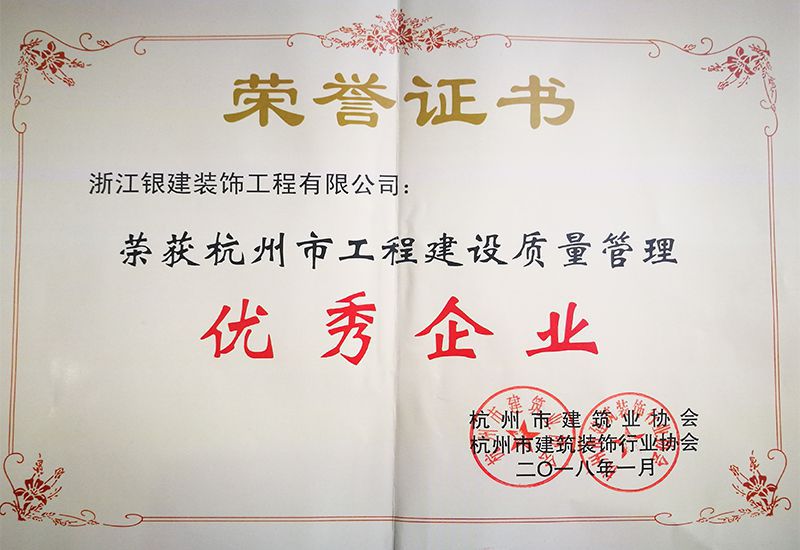 荣誉证书
浙江银建装饰工程有限公司：
荣获杭州市工程建设质量管理
优秀企业
杭州市建筑业协会
杭州市建筑装饰行业协会
二〇一八年一月